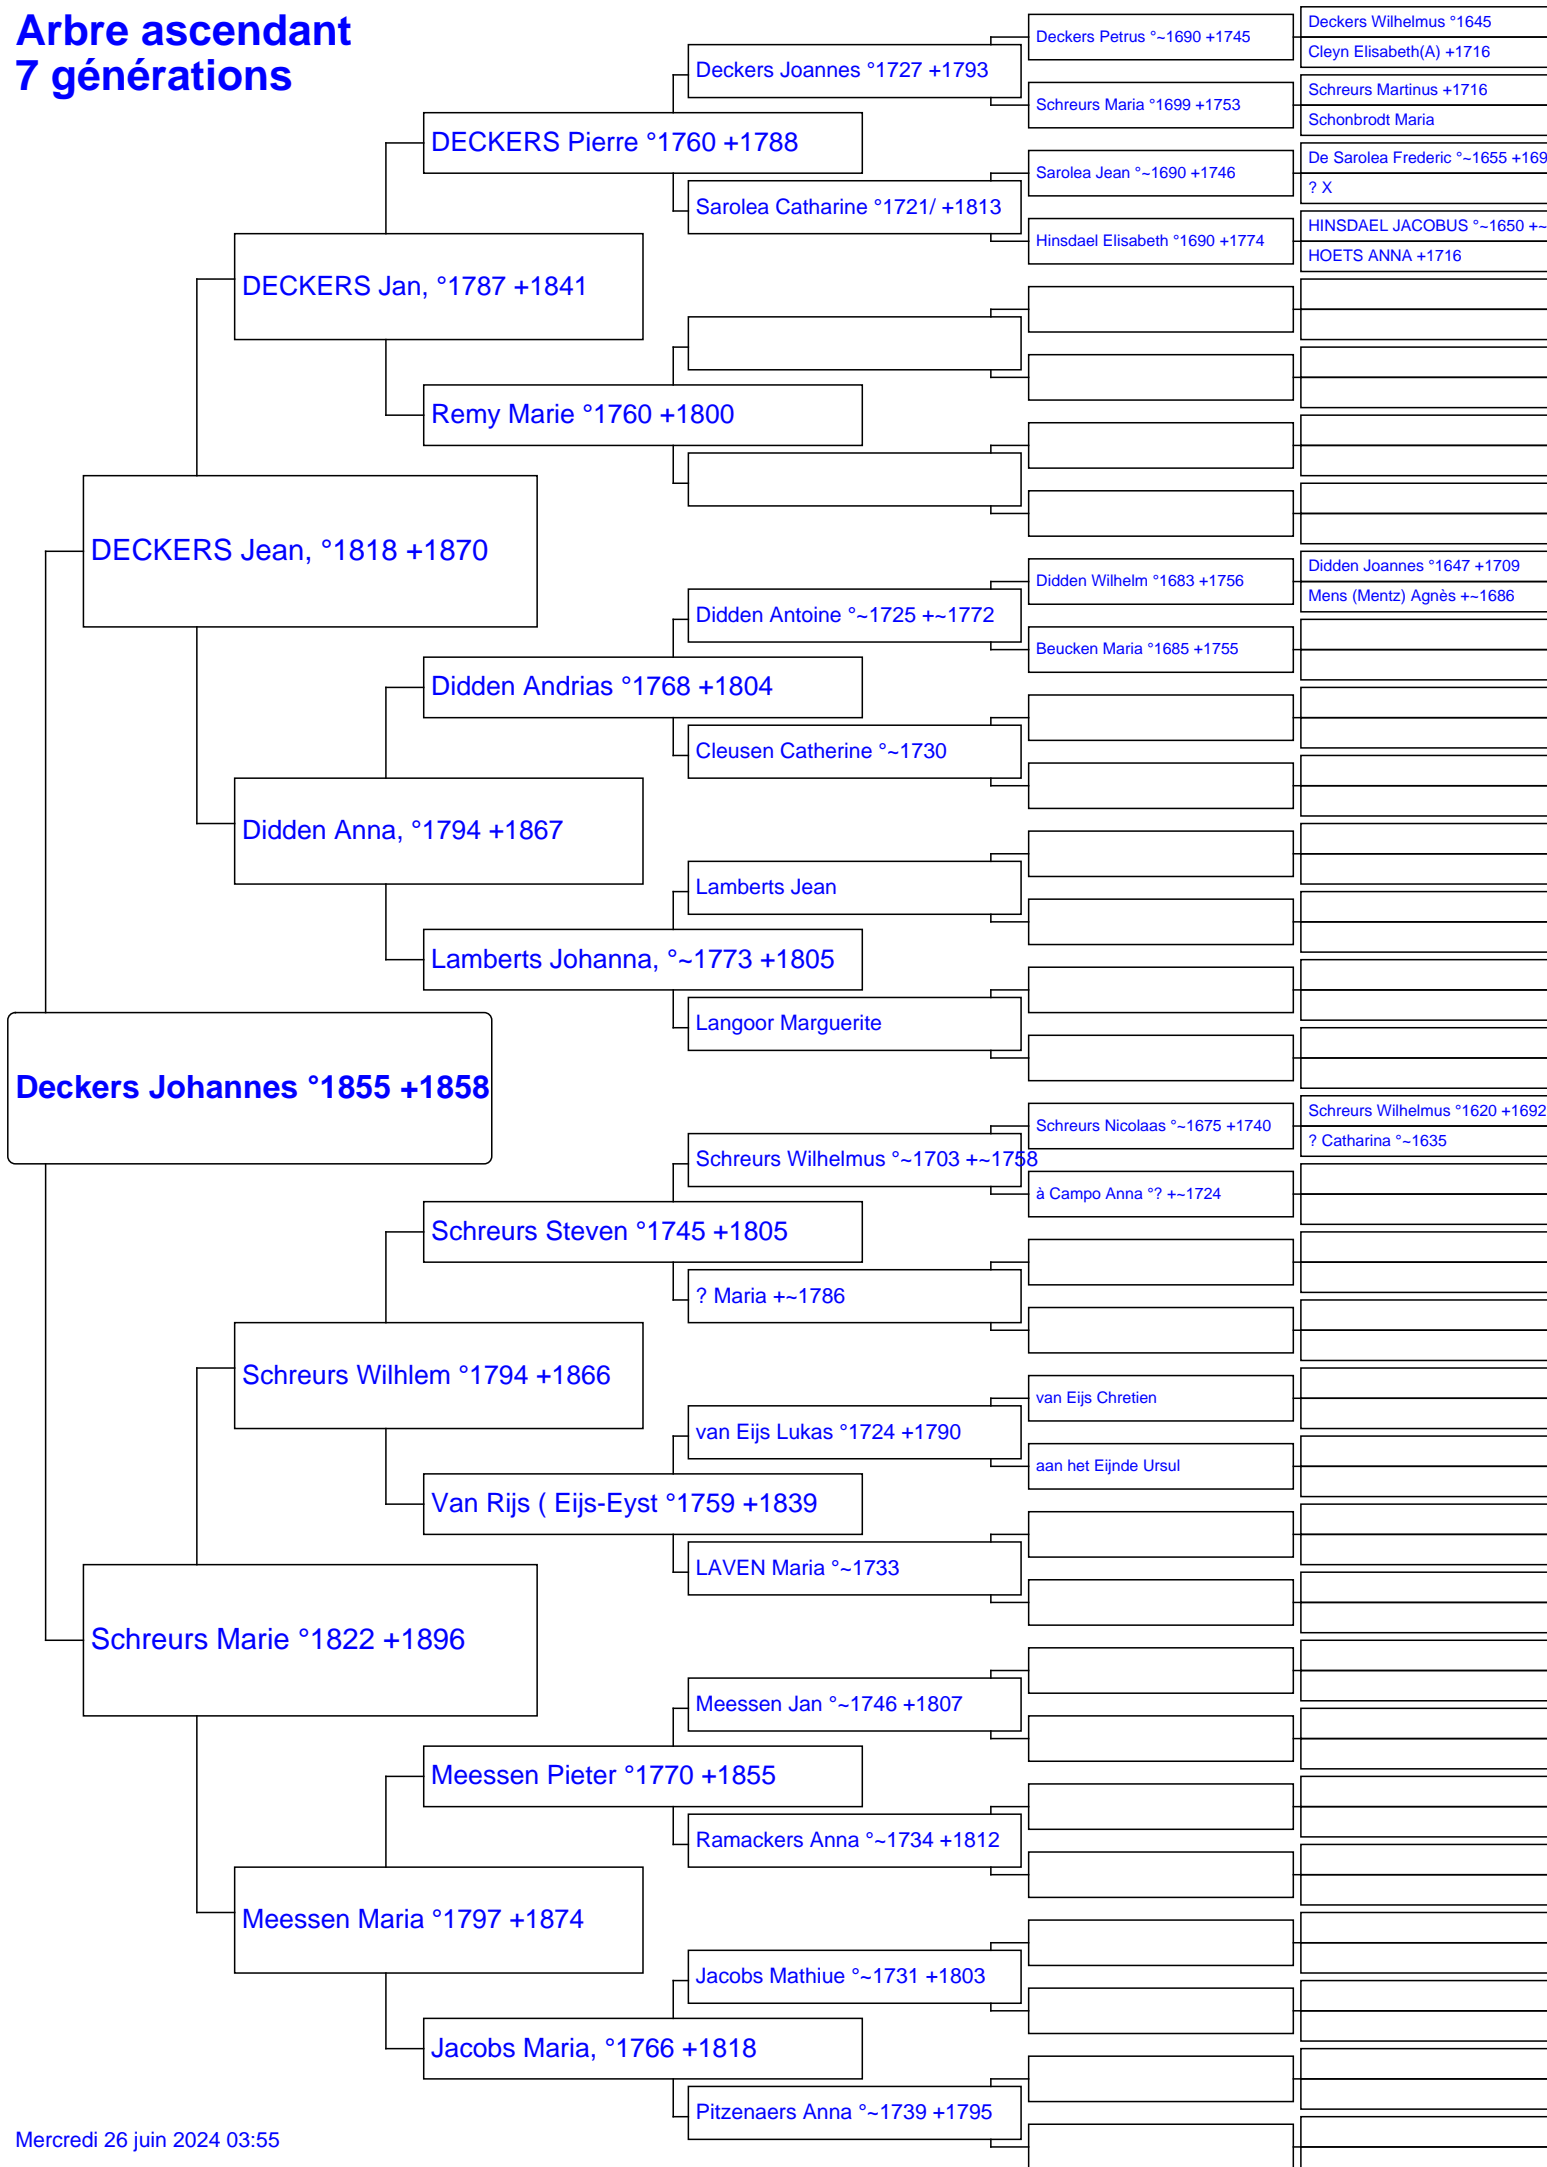 Arbre ascendant
7 générations
Deckers Johannes °1855 +1858
DECKERS Jean, °1818 +1870
Schreurs Marie °1822 +1896
DECKERS Jan, °1787 +1841
Didden Anna, °1794 +1867
Schreurs Wilhlem °1794 +1866
Meessen Maria °1797 +1874
DECKERS Pierre °1760 +1788
Remy Marie °1760 +1800
Didden Andrias °1768 +1804
Lamberts Johanna, °~1773 +1805
Schreurs Steven °1745 +1805
Van Rijs ( Eijs-Eyst °1759 +1839
Meessen Pieter °1770 +1855
Jacobs Maria, °1766 +1818
Deckers Joannes °1727 +1793
Sarolea Catharine °1721/ +1813
Didden Antoine °~1725 +~1772
Cleusen Catherine °~1730
Lamberts Jean
Langoor Marguerite
Schreurs Wilhelmus °~1703 +~1758
? Maria +~1786
van Eijs Lukas °1724 +1790
LAVEN Maria °~1733
Meessen Jan °~1746 +1807
Ramackers Anna °~1734 +1812
Jacobs Mathiue °~1731 +1803
Pitzenaers Anna °~1739 +1795
Deckers Petrus °~1690 +1745
Schreurs Maria °1699 +1753
Sarolea Jean °~1690 +1746
Hinsdael Elisabeth °1690 +1774
Didden Wilhelm °1683 +1756
Beucken Maria °1685 +1755
Schreurs Nicolaas °~1675 +1740
à Campo Anna °? +~1724
van Eijs Chretien
aan het Eijnde Ursul
Deckers Wilhelmus °1645
Cleyn Elisabeth(A) +1716
Schreurs Martinus +1716
Schonbrodt Maria
De Sarolea Frederic °~1655 +169
? X
HINSDAEL JACOBUS °~1650 +~
HOETS ANNA +1716
Didden Joannes °1647 +1709
Mens (Mentz) Agnès +~1686
Schreurs Wilhelmus °1620 +1692
? Catharina °~1635
Mercredi 26 juin 2024 03:55